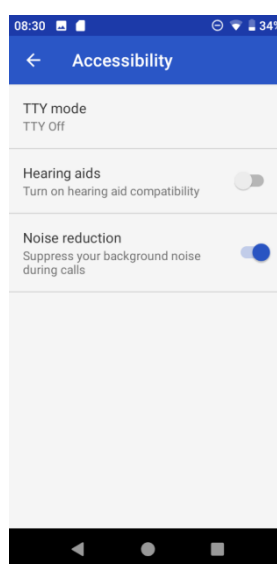 08:30 34%
Accessibility
TTY mode
TTY Off
Hearing aids
Turn on hearing aid compatibility
Noise reduction
Suppress your background noise
during calls